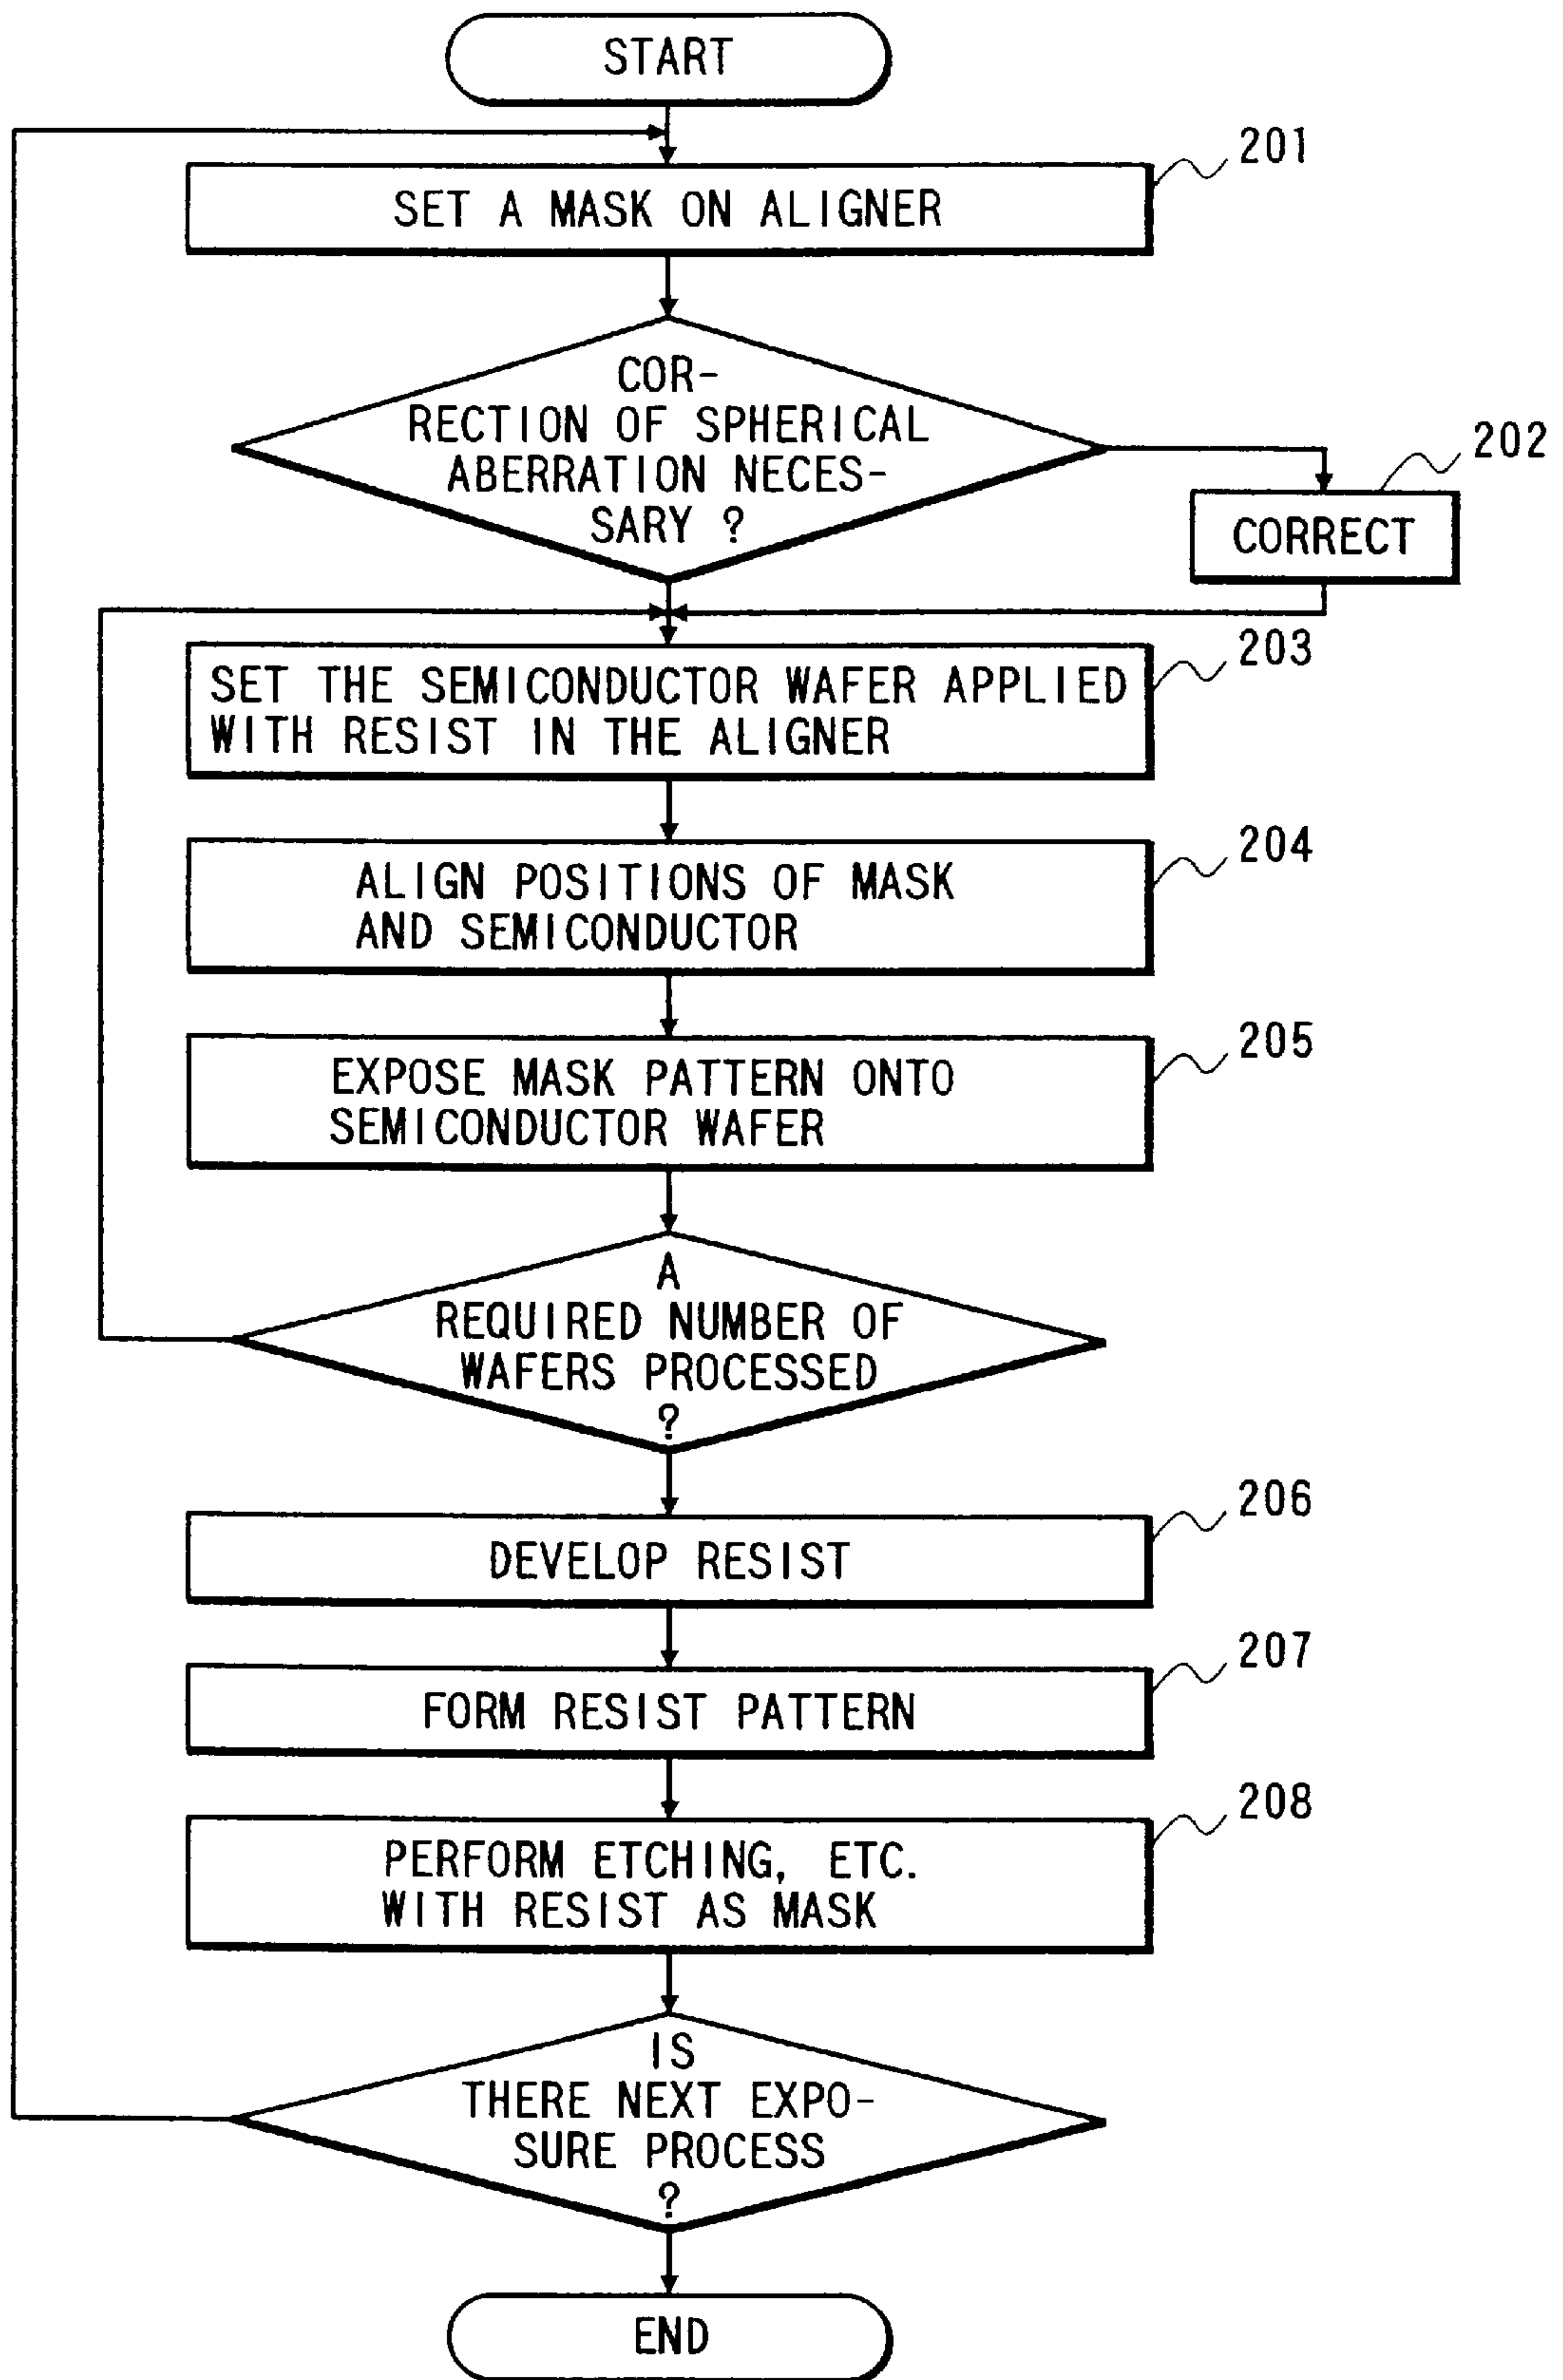 START
201
SET A MASK ON ALIGNER
COR-
RECTION OF SPHERICAL
ABERRATION NECES-
SARY ?
202
CORRECT
203
SET THE SEMICONDUCTOR WAFER APPLIED
WITH RESIST IN THE ALIGNER
204
ALIGN POSITIONS OF MASK
AND SEMICONDUCTOR
205
EXPOSE MASK PATTERN ONTO
SEMICONDUCTOR WAFER
A
REQUIRED NUMBER OF
WAFERS PROCESSED
?
206
DEVELOP RESIST
207
FORM RESIST PATTERN
208
PERFORM ETCHING, ETC.
WITH RESIST AS MASK
IS
THERE NEXT EXPO-
SURE PROCESS
?
END